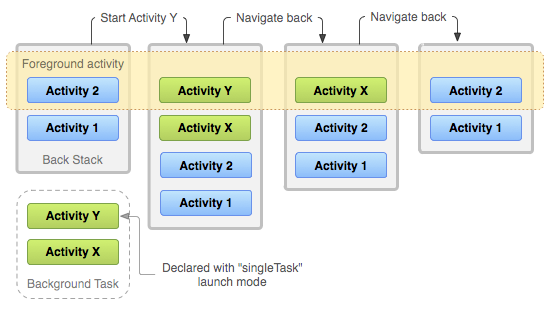 Start Activity Y
Navigate back
Navigate back
Foreground activity
Activity 2
Activity Y
Activity X
Activity 2
Activity 1
Activity X
Activity 2
Activity 1
Back Stack
Activity 2
Activity 1
Activity 1
Activity Y
Activity X
Background Task
Declared with "singleTask"
launch mode